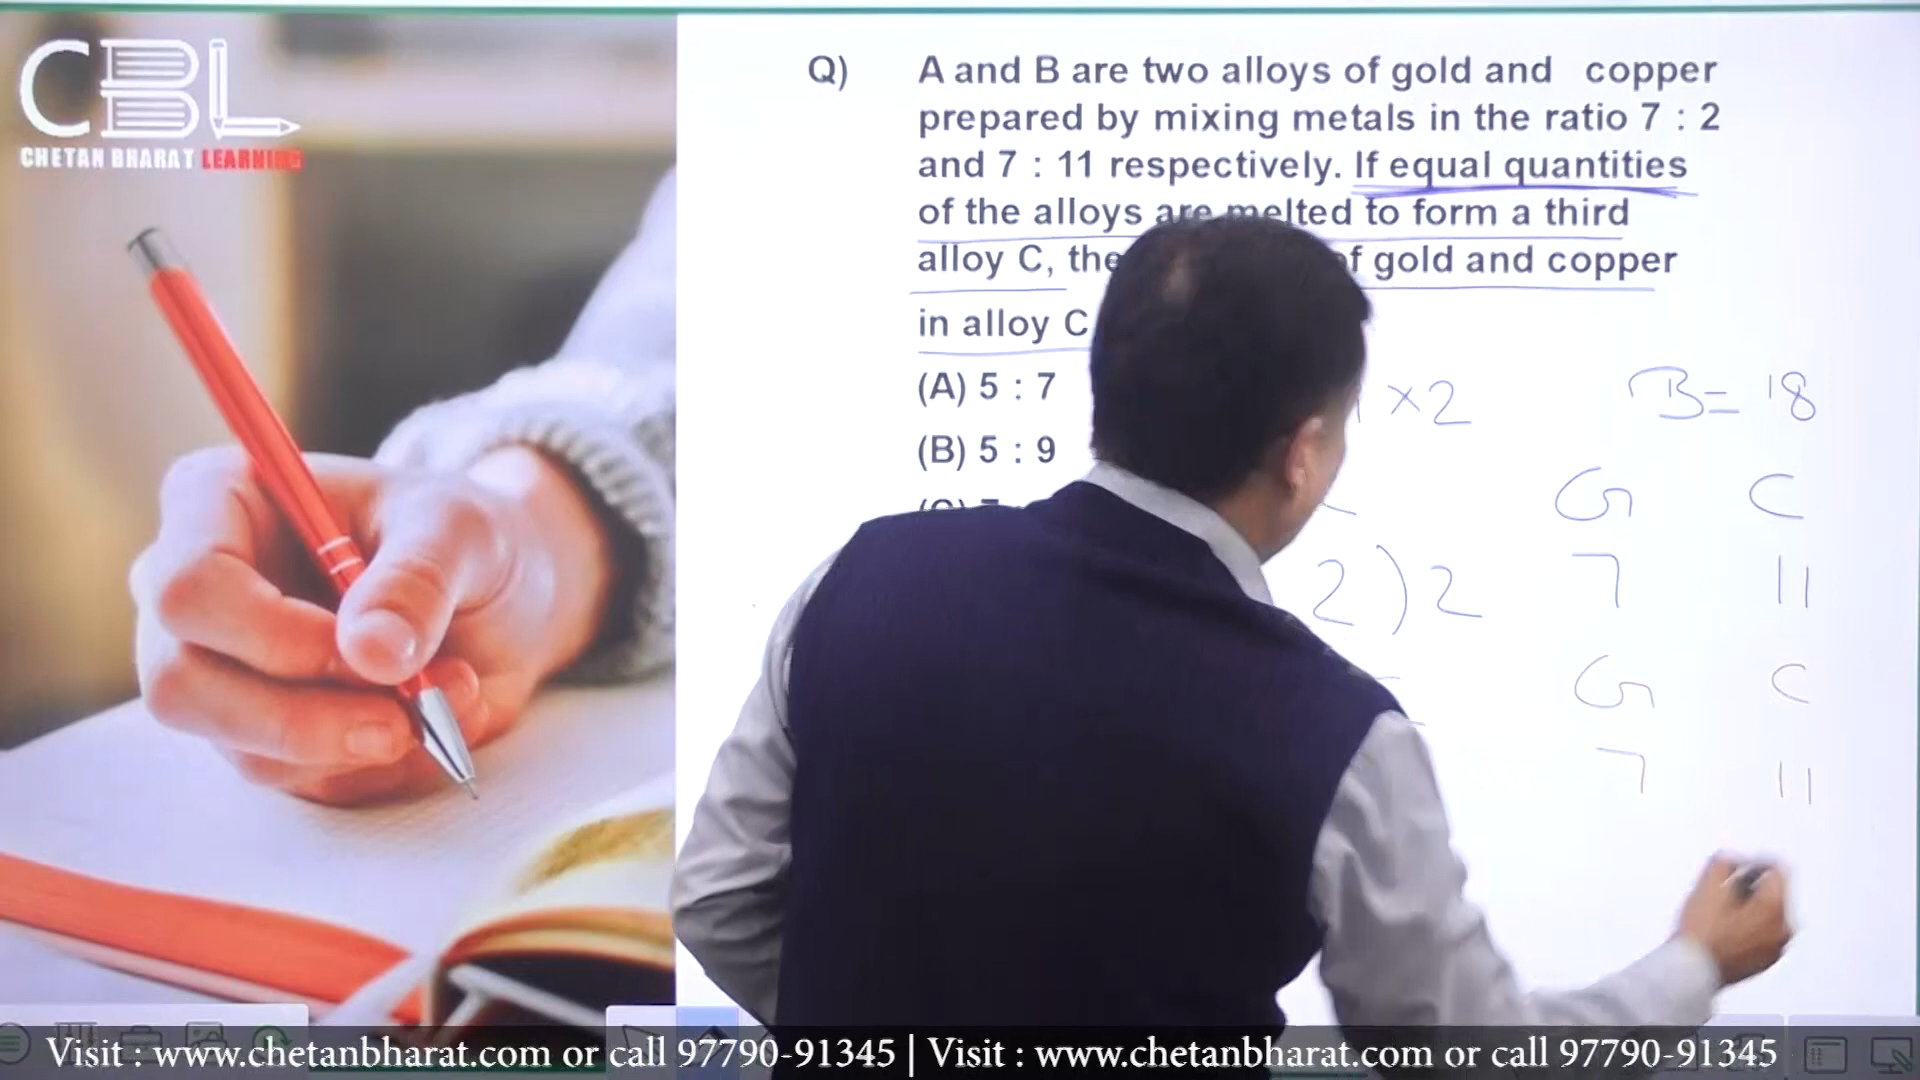 CBL
CHETAN BHARAT LEARNING
Q) A and B are two alloys of gold and copper
prepared by mixing metals in the ratio 7 : 2
and 7 : 11 respectively. If equal quantities
of the alloys are melted to form a third
alloy C, the f gold and copper
in alloy C
(A) 5 : 7
(B) 5 : 9
×2 B= 18
G C
2)2 7 11
G C
7 11
Visit : www.chetanbharat.com or call 97790-91345 | Visit : www.chetanbharat.com or call 97790-91345